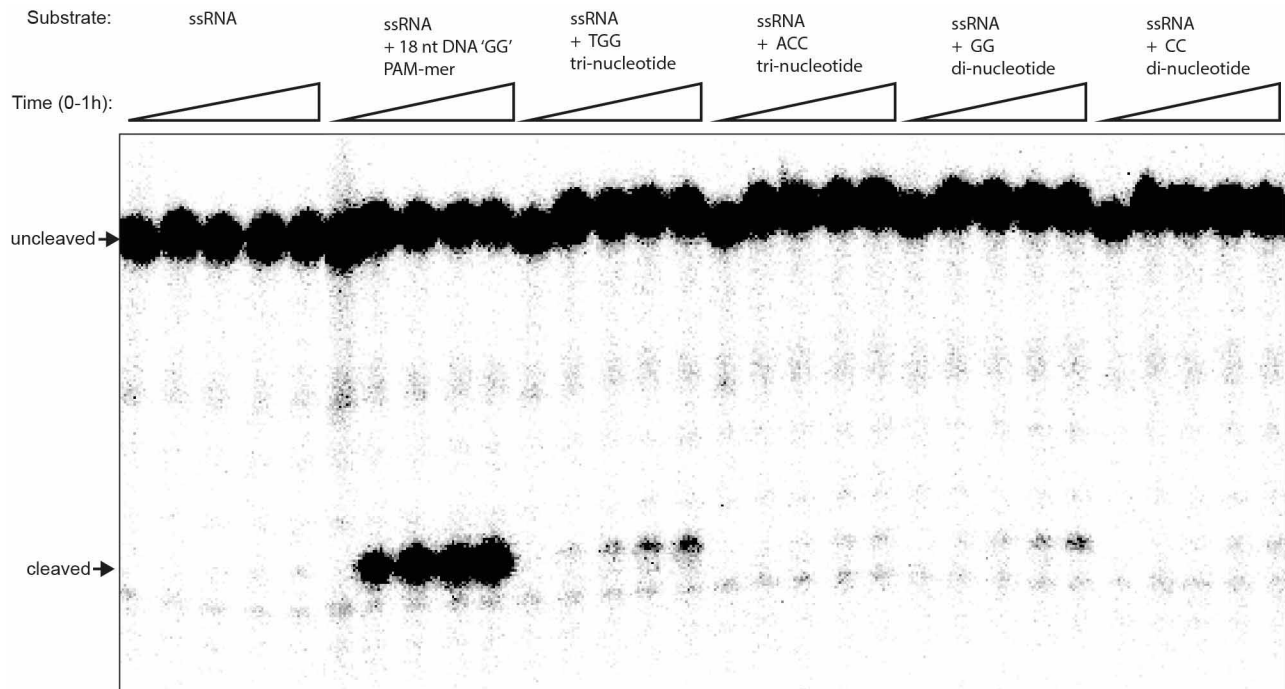 Substrate:
ssRNA
ssRNA
+ 18 nt DNA ‘GG’
PAM-mer
ssRNA
+ TGG
tri-nucleotide
ssRNA
+ ACC
tri-nucleotide
ssRNA
+ GG
di-nucleotide
ssRNA
+ CC
di-nucleotide
Time (0-1h):
uncleaved
cleaved